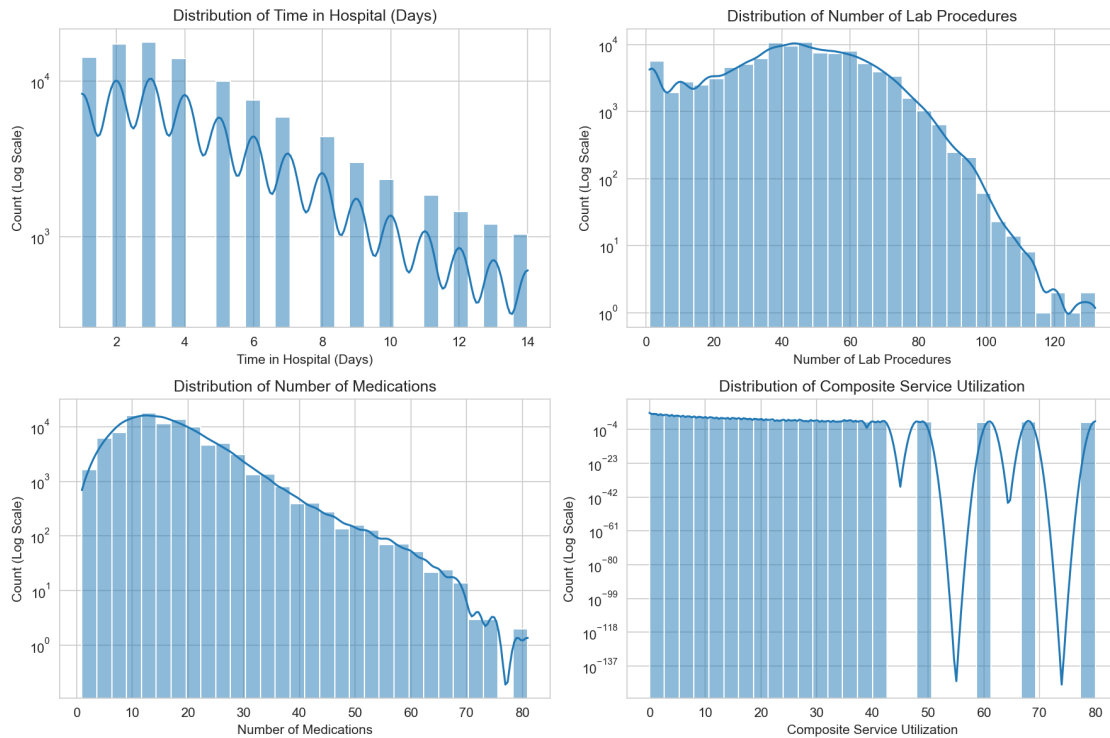 Distribution of Time in Hospital (Days)
Count (Log Scale)
10^4
10^3
2 4 6 8 10 12 14
Time in Hospital (Days)
Distribution of Number of Lab Procedures
Count (Log Scale)
10^4
10^3
10^2
10^1
10^0
0 20 40 60 80 100 120
Number of Lab Procedures
Distribution of Number of Medications
Count (Log Scale)
10^4
10^3
10^2
10^1
10^0
0 10 20 30 40 50 60 70 80
Number of Medications
Distribution of Composite Service Utilization
Count (Log Scale)
10^−4
10^−23
10^−42
10^−61
10^−80
10^−99
10^−118
10^−137
0 10 20 30 40 50 60 70 80
Composite Service Utilization